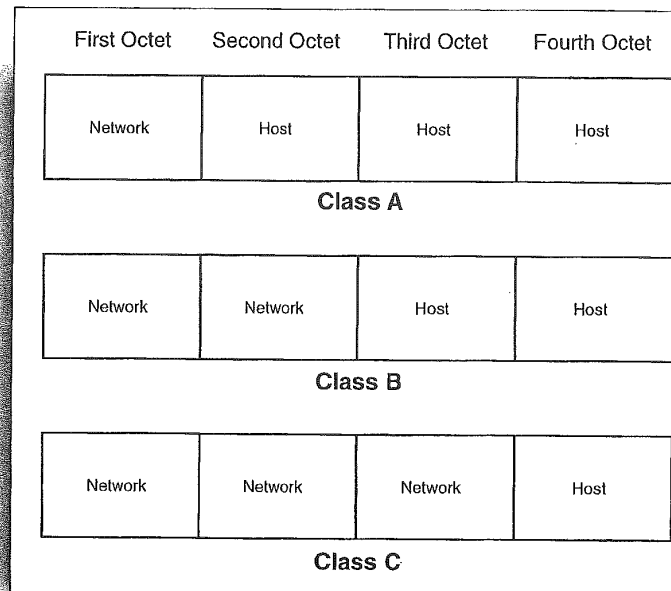 First Octet Second Octet Third Octet Fourth Octet
Network Host Host Host
Class A
Network Network Host Host
Class B
Network Network Network Host
Class C